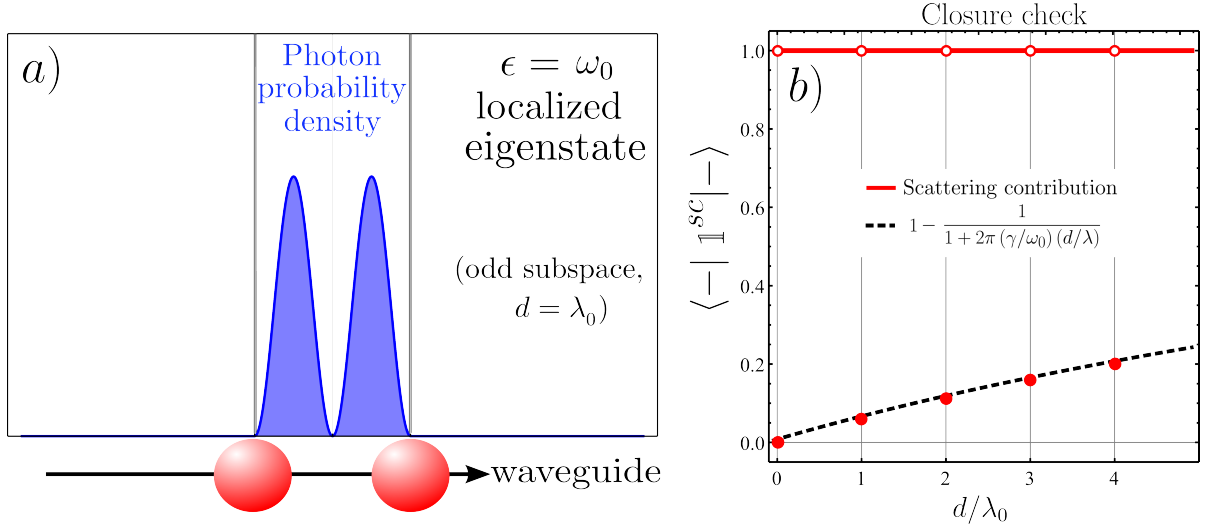 a)
Photon
probability
density
ϵ = ω₀
localized
eigenstate
(odd subspace,
d = λ₀)
waveguide
Closure check
b)
⟨−| 𝟙^{sc} |−⟩
1.0
0.8
0.6
0.4
0.2
0.0
Scattering contribution
1 − 1 / (1 + 2π (γ/ω₀) (d/λ))
0 1 2 3 4
d/λ₀